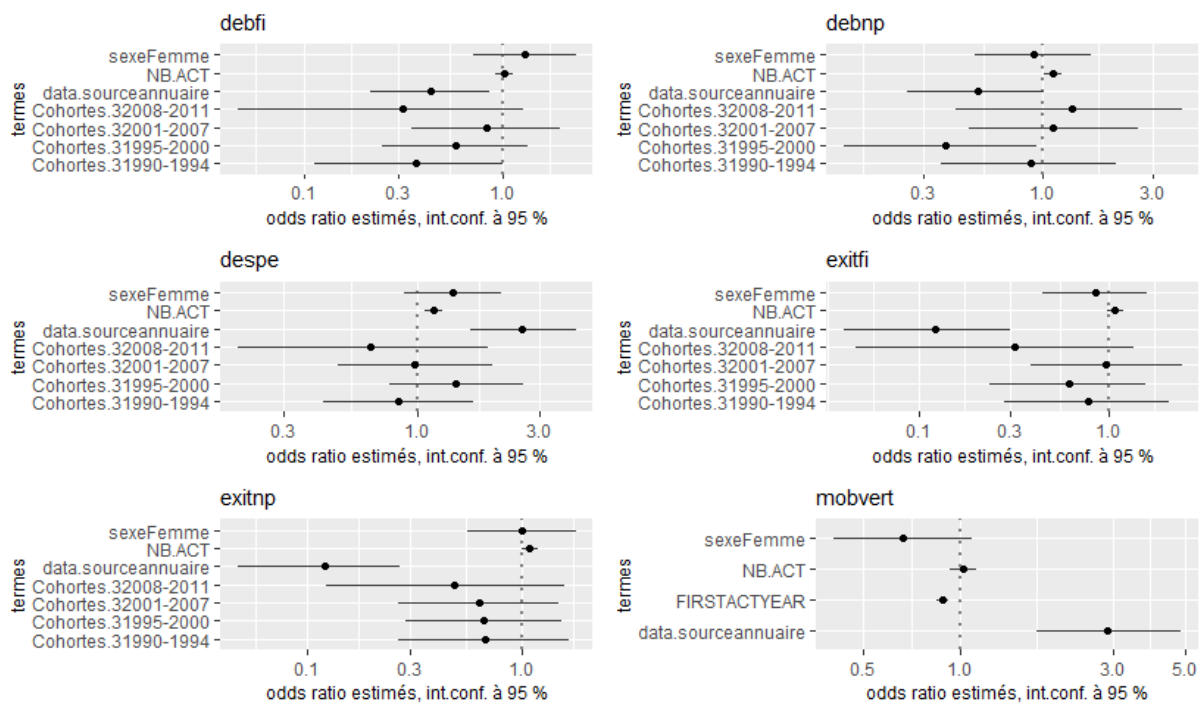 debfi
termes
sexeFemme
NB.ACT
data.sourceannuaire
Cohortes.32008-2011
Cohortes.32001-2007
Cohortes.31995-2000
Cohortes.31990-1994
0.1 0.3 1.0
odds ratio estimés, int.conf. à 95 %
debnp
termes
sexeFemme
NB.ACT
data.sourceannuaire
Cohortes.32008-2011
Cohortes.32001-2007
Cohortes.31995-2000
Cohortes.31990-1994
0.3 1.0 3.0
odds ratio estimés, int.conf. à 95 %
despe
termes
sexeFemme
NB.ACT
data.sourceannuaire
Cohortes.32008-2011
Cohortes.32001-2007
Cohortes.31995-2000
Cohortes.31990-1994
0.3 1.0 3.0
odds ratio estimés, int.conf. à 95 %
exitfi
termes
sexeFemme
NB.ACT
data.sourceannuaire
Cohortes.32008-2011
Cohortes.32001-2007
Cohortes.31995-2000
Cohortes.31990-1994
0.1 0.3 1.0
odds ratio estimés, int.conf. à 95 %
exitnp
termes
sexeFemme
NB.ACT
data.sourceannuaire
Cohortes.32008-2011
Cohortes.32001-2007
Cohortes.31995-2000
Cohortes.31990-1994
0.1 0.3 1.0
odds ratio estimés, int.conf. à 95 %
mobvert
termes
sexeFemme
NB.ACT
FIRSTACTYEAR
data.sourceannuaire
0.5 1.0 3.0 5.0
odds ratio estimés, int.conf. à 95 %